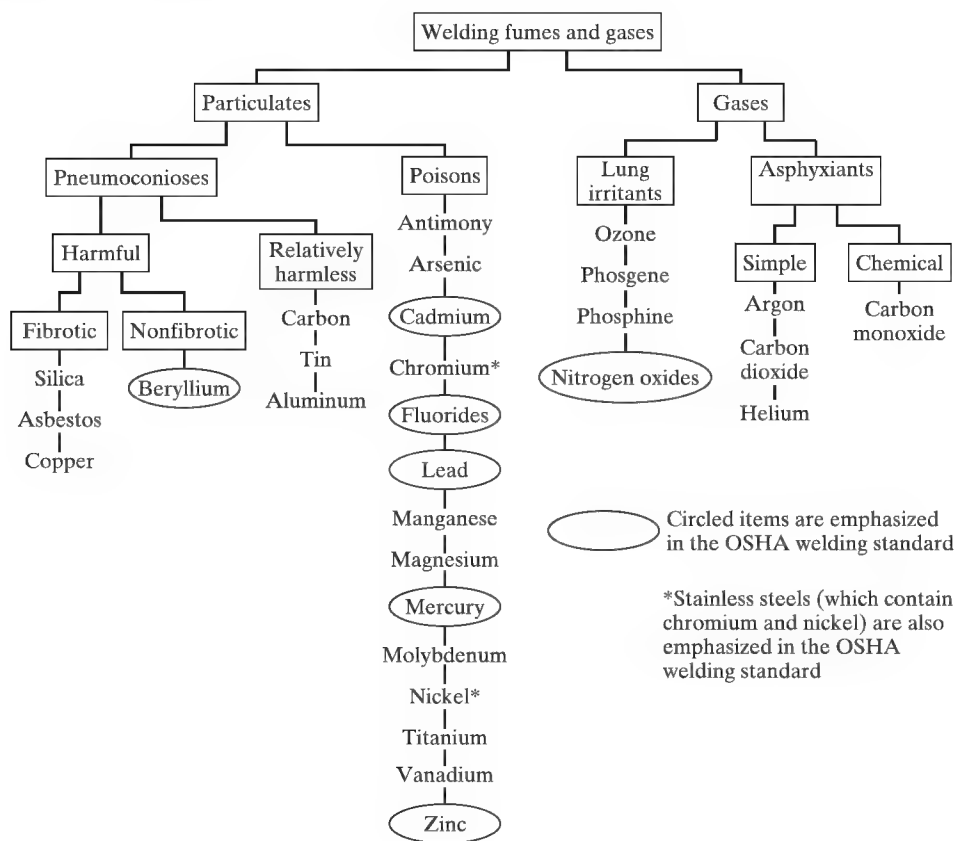 Welding fumes and gases
Particulates
Gases
Pneumoconioses
Poisons
Lung
irritants
Asphyxiants
Harmful
Relatively
harmless
Fibrotic
Nonfibrotic
Silica
Asbestos
Copper
Beryllium
Carbon
Tin
Aluminum
Antimony
Arsenic
Cadmium
Chromium*
Fluorides
Lead
Manganese
Magnesium
Mercury
Molybdenum
Nickel*
Titanium
Vanadium
Zinc
Ozone
Phosgene
Phosphine
Nitrogen oxides
Simple
Chemical
Argon
Carbon
dioxide
Helium
Carbon
monoxide
Circled items are emphasized
in the OSHA welding standard
*Stainless steels (which contain
chromium and nickel) are also
emphasized in the OSHA
welding standard